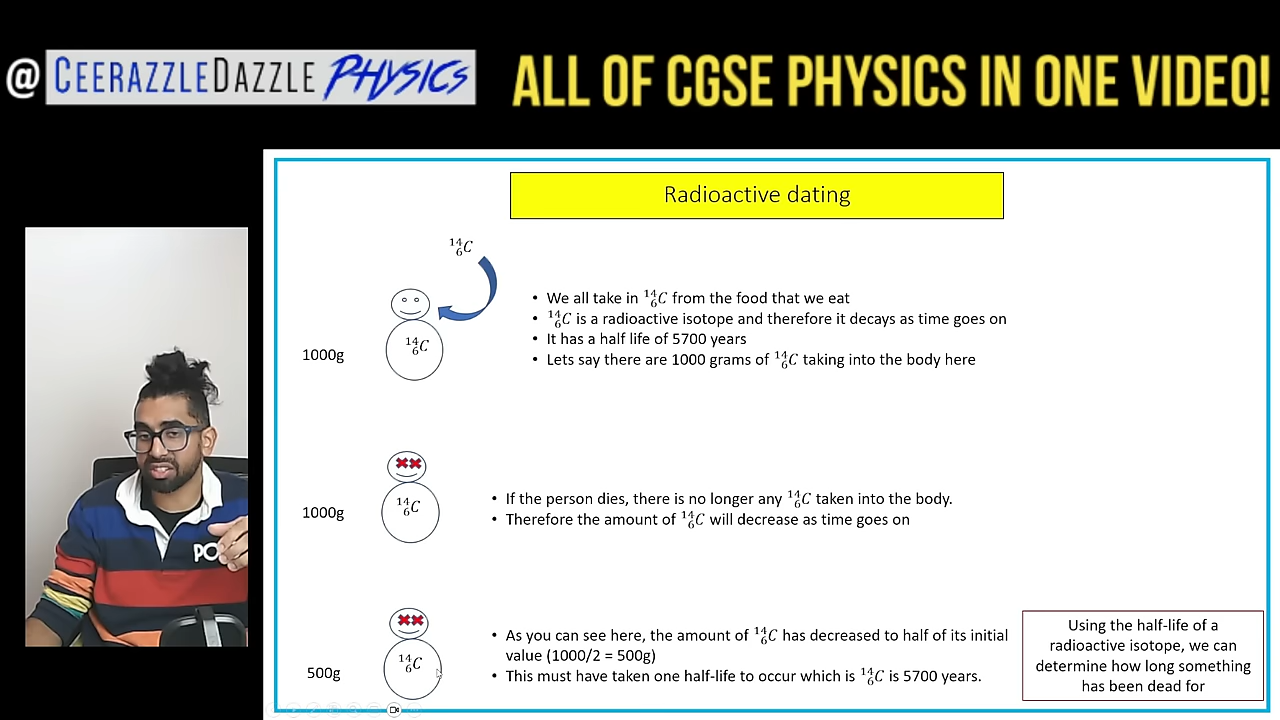 @ CEERAZZLEDAZZLE PHYSICS
ALL OF CGSE PHYSICS IN ONE VIDEO!
Radioactive dating
¹⁴₆C
• We all take in ¹⁴₆C from the food that we eat
• ¹⁴₆C is a radioactive isotope and therefore it decays as time goes on
• It has a half life of 5700 years
• Lets say there are 1000 grams of ¹⁴₆C taking into the body here
1000g
¹⁴₆C
PO
1000g
¹⁴₆C
• If the person dies, there is no longer any ¹⁴₆C taken into the body.
• Therefore the amount of ¹⁴₆C will decrease as time goes on
500g
¹⁴₆C
• As you can see here, the amount of ¹⁴₆C has decreased to half of its initial
value (1000/2 = 500g)
• This must have taken one half-life to occur which is ¹⁴₆C is 5700 years.
Using the half-life of a
radioactive isotope, we can
determine how long something
has been dead for